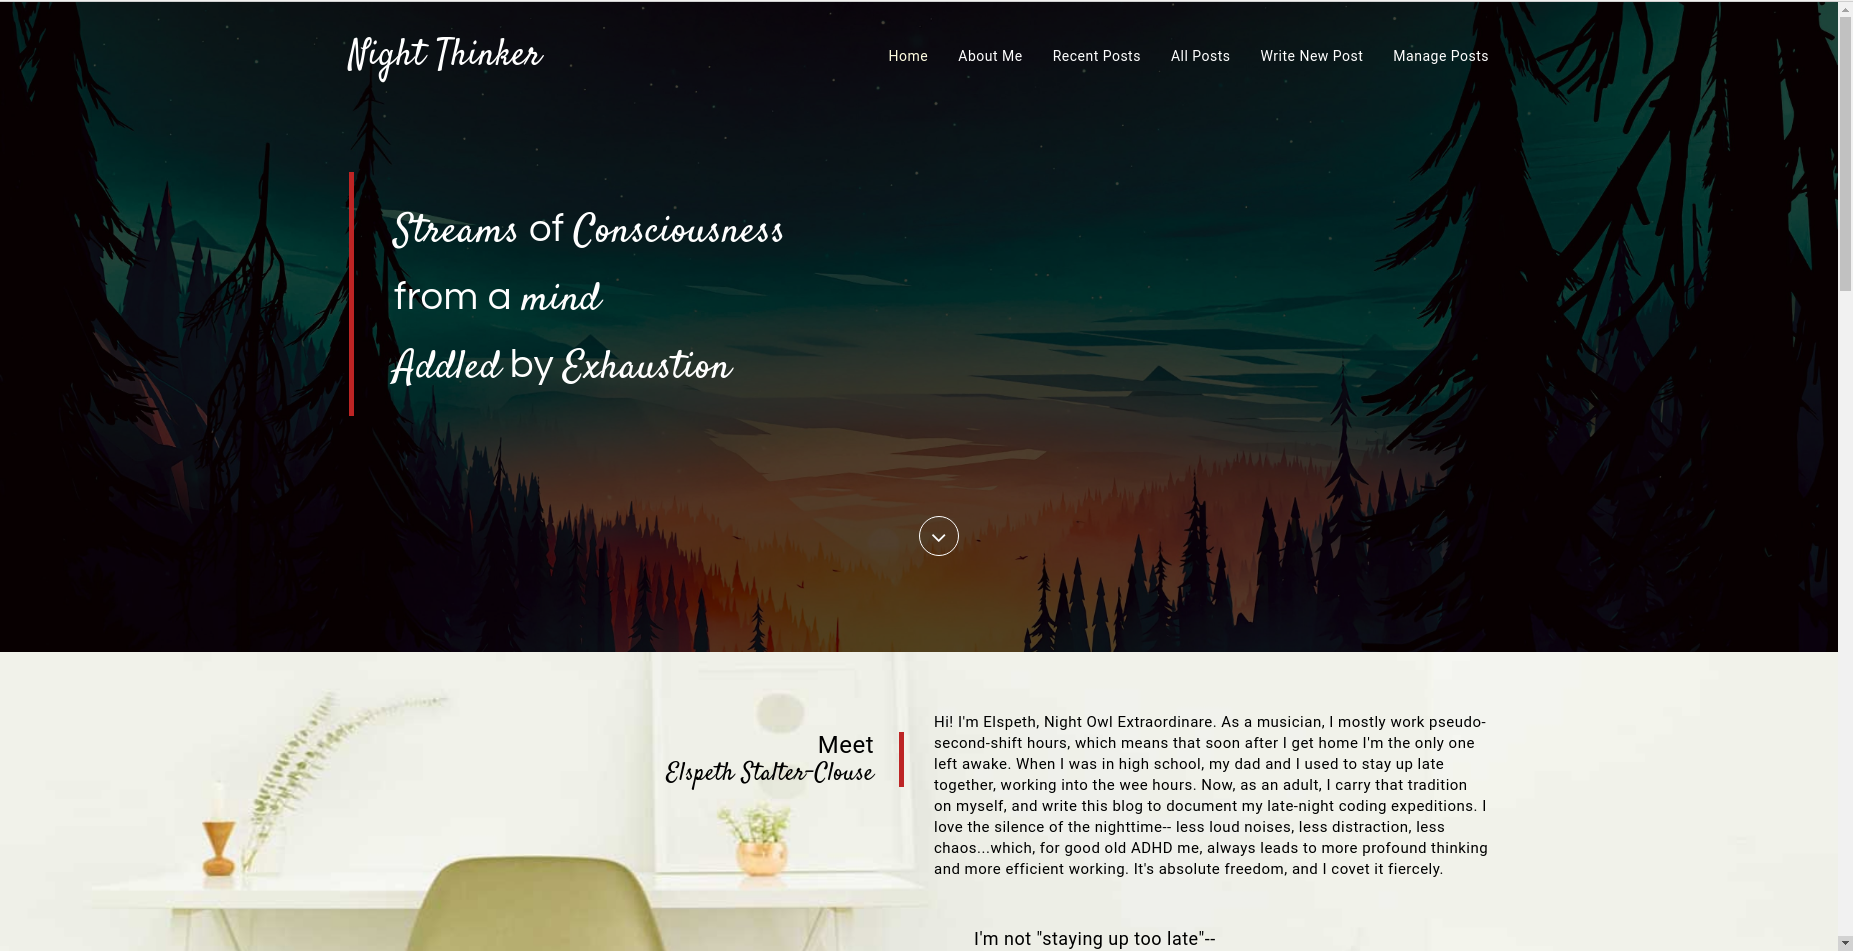 Night Thinker
Home About Me Recent Posts All Posts Write New Post Manage Posts
Streams of Consciousness
from a mind
Addled by Exhaustion
Meet
Elspeth Stalter-Clouse
Hi! I'm Elspeth, Night Owl Extraordinare. As a musician, I mostly work pseudo-
second-shift hours, which means that soon after I get home I'm the only one
left awake. When I was in high school, my dad and I used to stay up late
together, working into the wee hours. Now, as an adult, I carry that tradition
on myself, and write this blog to document my late-night coding expeditions. I
love the silence of the nighttime-- less loud noises, less distraction, less
chaos...which, for good old ADHD me, always leads to more profound thinking
and more efficient working. It's absolute freedom, and I covet it fiercely.
I'm not "staying up too late"--